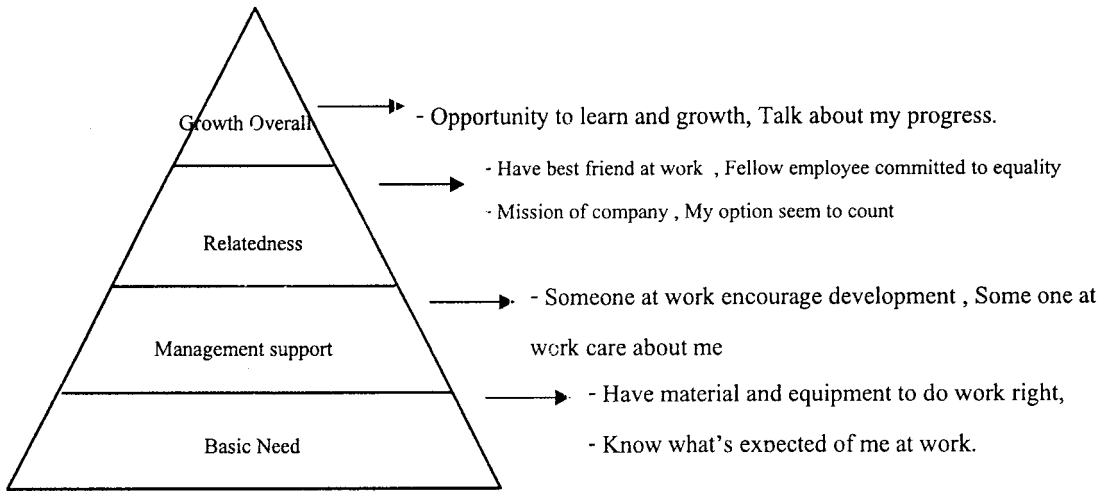 Growth Overall
- Opportunity to learn and growth, Talk about my progress.
- Have best friend at work , Fellow employee committed to equality
- Mission of company , My option seem to count
Relatedness
- Someone at work encourage development , Some one at
work care about me
Management support
- Have material and equipment to do work right,
- Know what's expected of me at work.
Basic Need